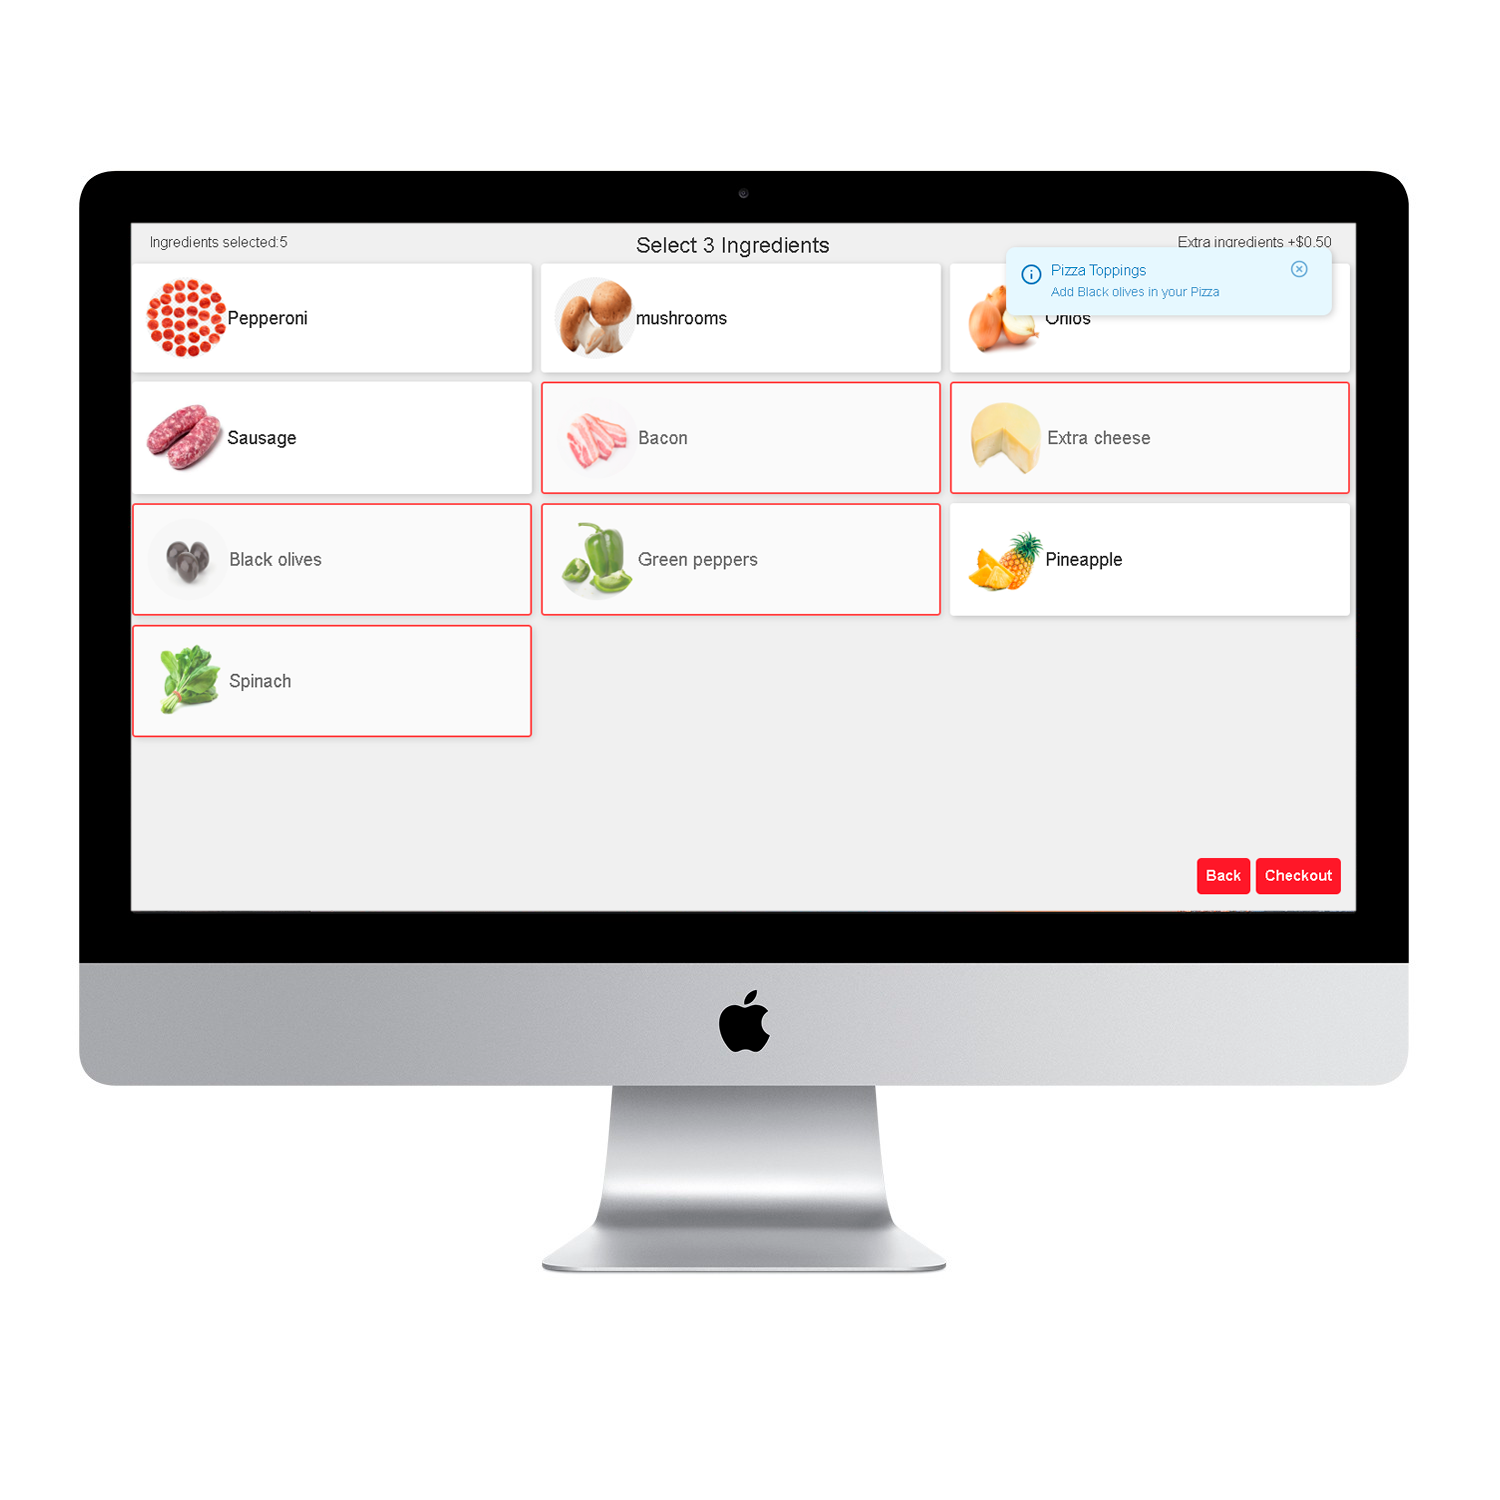 Ingredients selected:5
Select 3 Ingredients
Extra ingredients +$0.50
Pizza Toppings
Add Black olives in your Pizza
Pepperoni
mushrooms
Onios
Sausage
Bacon
Extra cheese
Black olives
Green peppers
Pineapple
Spinach
Back
Checkout